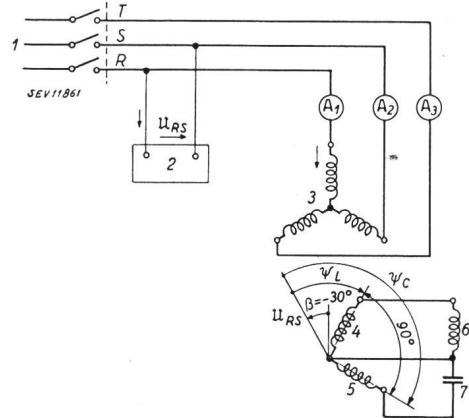 T
1
S
R
SEV11861
A1 A2 A3
U_RS
2
3
ψ_L ψ_C
β=-30°
U_RS
4
90°
6
5
7